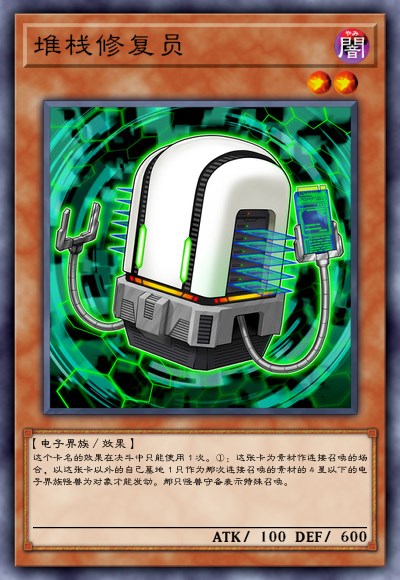 堆栈修复员
やみ
闇
【电子界族/效果】
这个卡名的效果在决斗中只能使用1次。①：这张卡为素材作连接召唤的场
合，以这张卡以外的自己墓地1只作为那次连接召唤的素材的4星以下的电
子界族怪兽为对象才能发动。那只怪兽守备表示特殊召唤。
ATK/ 100 DEF/ 600